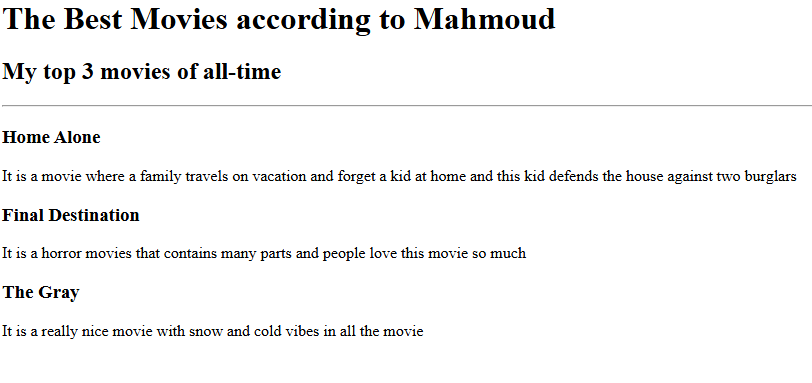 The Best Movies according to Mahmoud
My top 3 movies of all-time
Home Alone
It is a movie where a family travels on vacation and forget a kid at home and this kid defends the house against two burglars
Final Destination
It is a horror movies that contains many parts and people love this movie so much
The Gray
It is a really nice movie with snow and cold vibes in all the movie